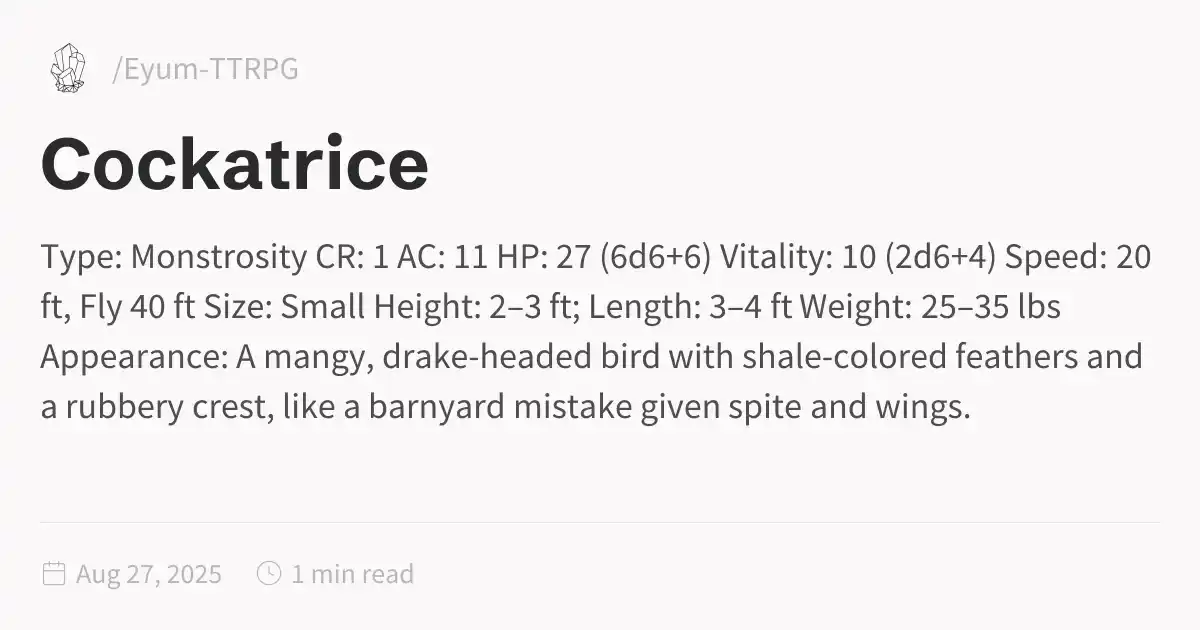 /Eyum-TTRPG
Cockatrice
Type: Monstrosity CR: 1 AC: 11 HP: 27 (6d6+6) Vitality: 10 (2d6+4) Speed: 20
ft, Fly 40 ft Size: Small Height: 2–3 ft; Length: 3–4 ft Weight: 25–35 lbs
Appearance: A mangy, drake-headed bird with shale-colored feathers and
a rubbery crest, like a barnyard mistake given spite and wings.
Aug 27, 2025 1 min read